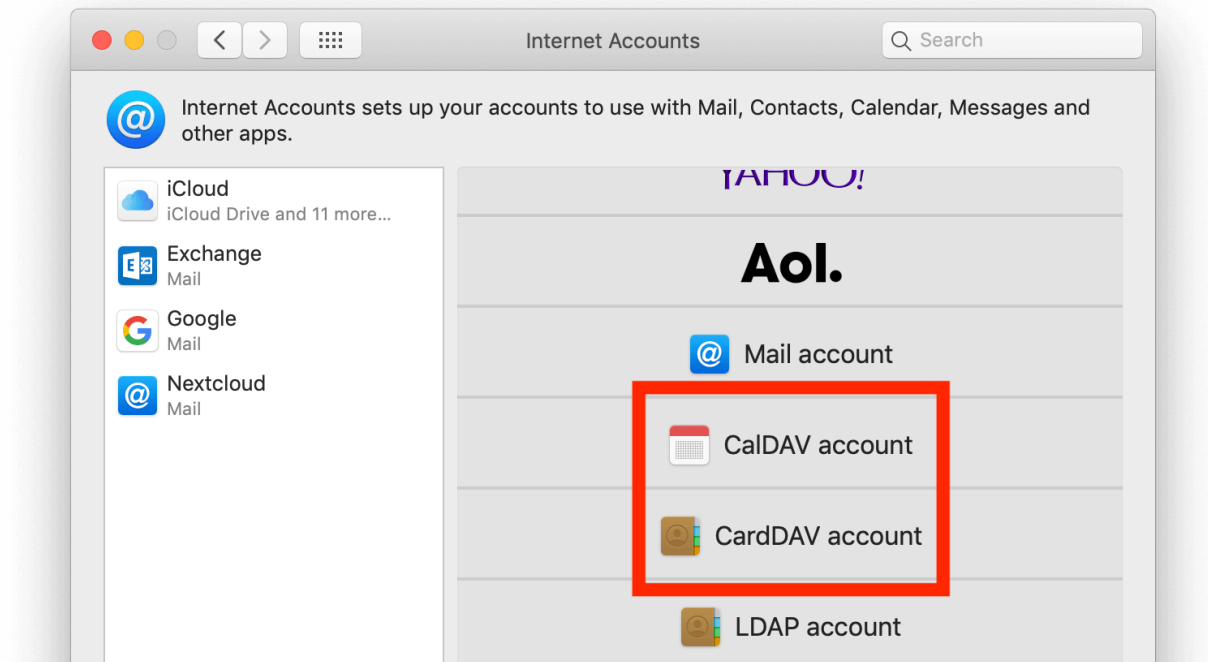 Internet Accounts
Search
Internet Accounts sets up your accounts to use with Mail, Contacts, Calendar, Messages and
other apps.
iCloud
iCloud Drive and 11 more...
Exchange
Mail
Google
Mail
Nextcloud
Mail
YAHOO!
Aol.
Mail account
CalDAV account
CardDAV account
LDAP account